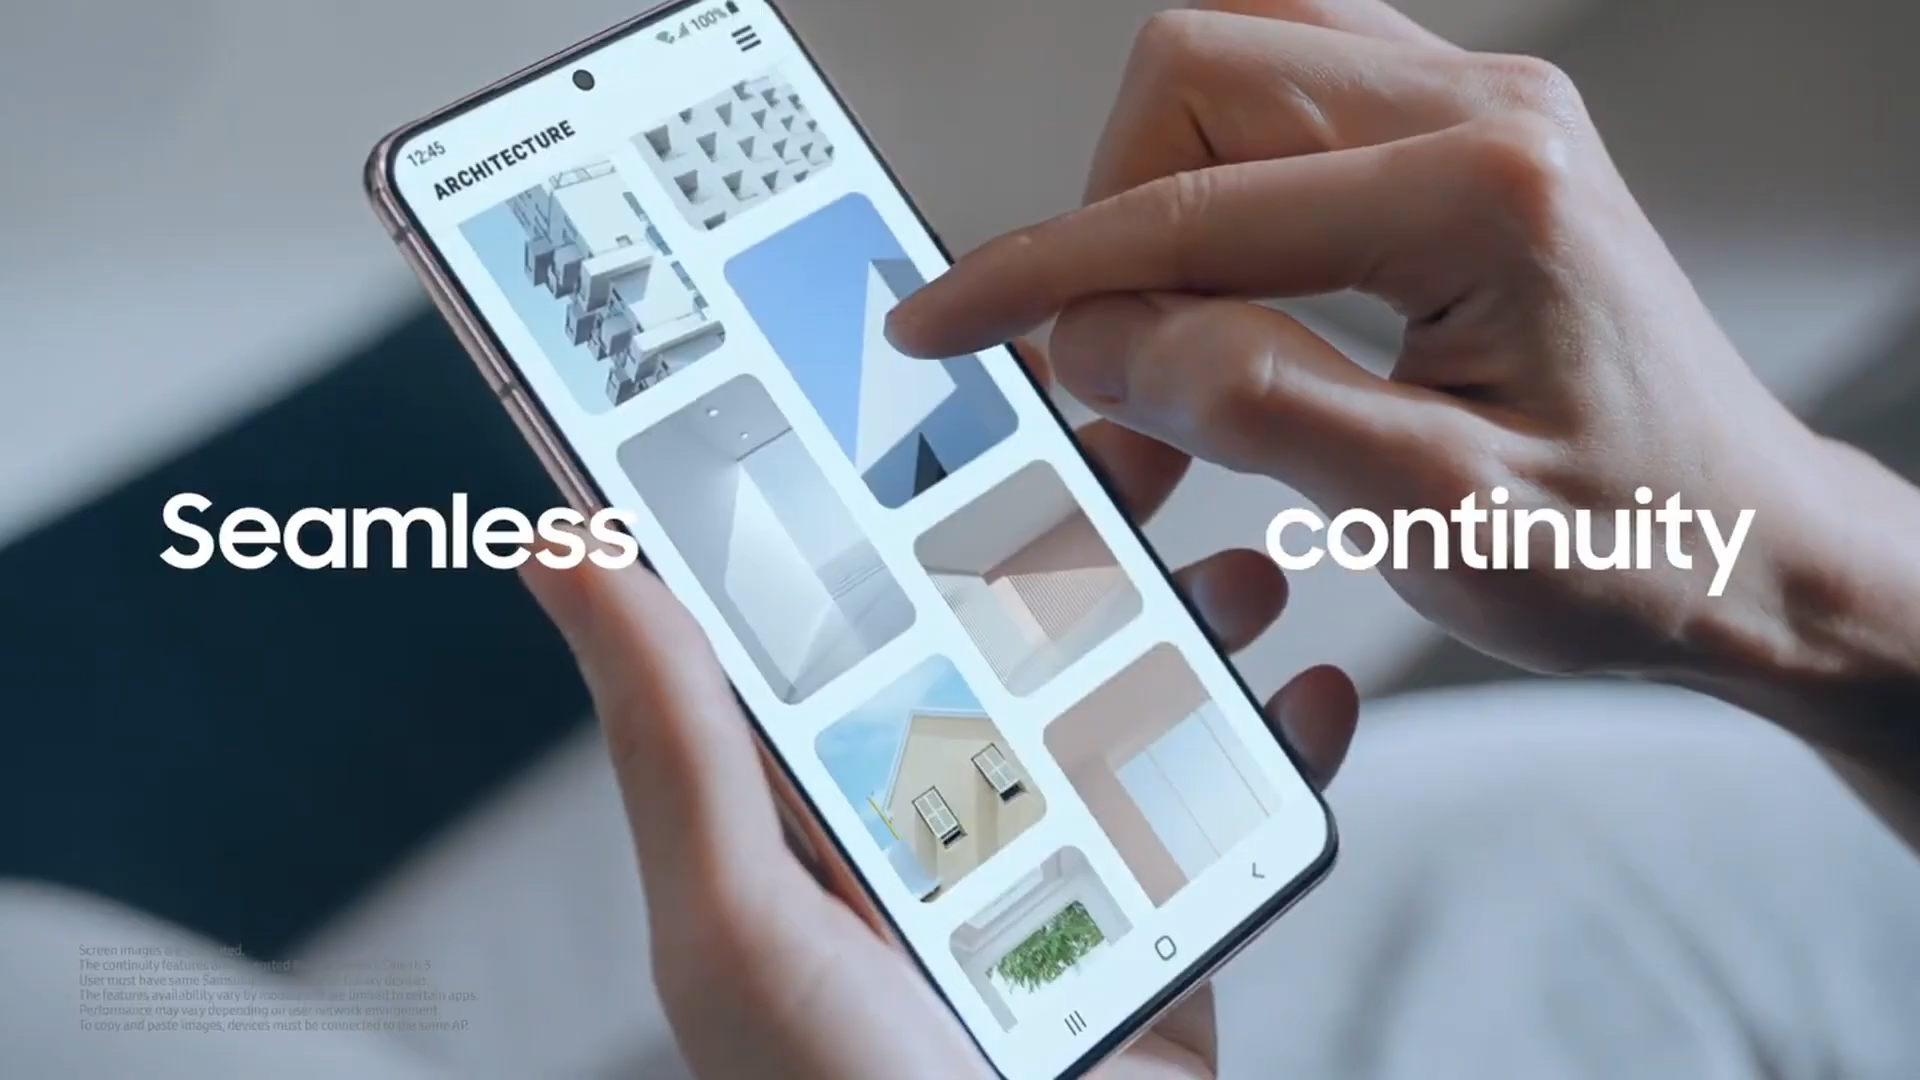 100%
12:45
ARCHITECTURE
Seamless continuity
Screen images are
The continuity features
User must have same Samsung
The features availability vary by are limited to certain apps.
Performance may vary depending on user network environment.
To copy and paste images, devices must be connected to the same AP.